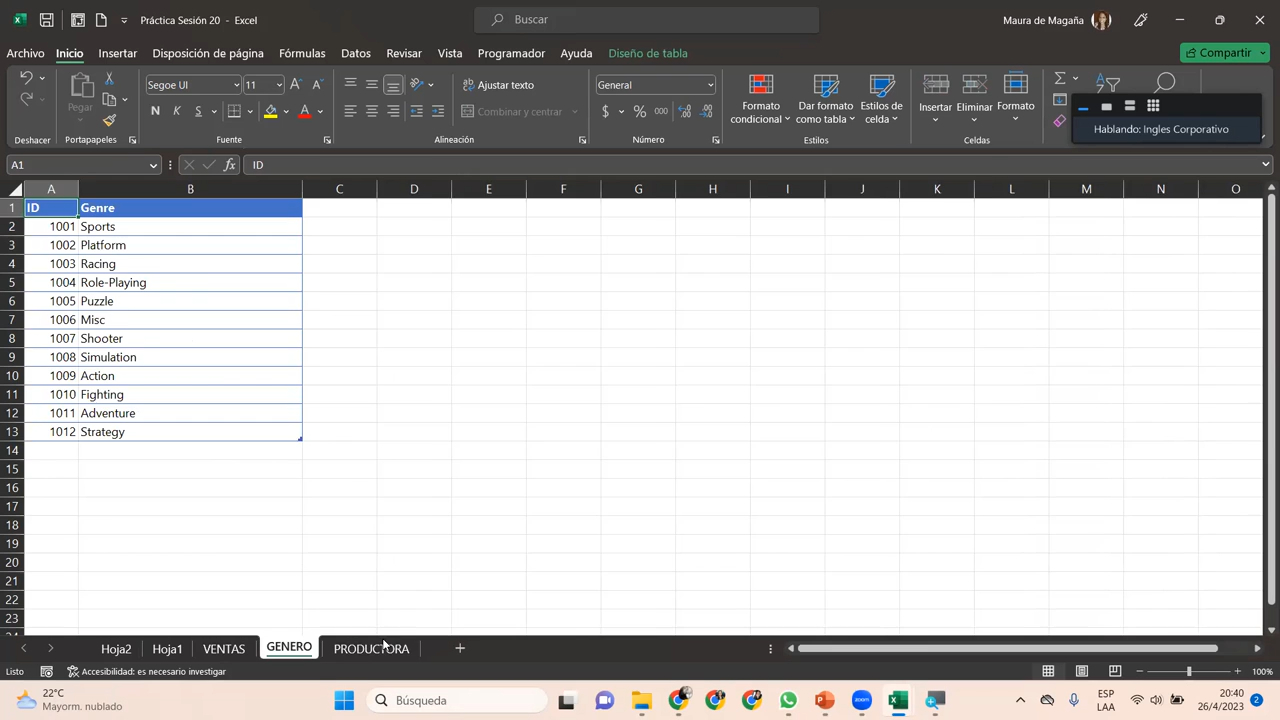 Práctica Sesión 20 - Excel
Buscar
Maura de Magaña
Archivo Inicio Insertar Disposición de página Fórmulas Datos Revisar Vista Programador Ayuda Diseño de tabla
Compartir
Pegar
Segoe UI 11
N K S
Ajustar texto
Combinar y centrar
General
$ % 000
Formato condicional
Dar formato como tabla
Estilos de celda
Insertar Eliminar Formato
Hablando: Ingles Corporativo
Deshacer Portapapeles Fuente Alineación Número Estilos Celdas
A1 fx ID
A B C D E F G H I J K L M N O
1 ID Genre
2 1001 Sports
3 1002 Platform
4 1003 Racing
5 1004 Role-Playing
6 1005 Puzzle
7 1006 Misc
8 1007 Shooter
9 1008 Simulation
10 1009 Action
11 1010 Fighting
12 1011 Adventure
13 1012 Strategy
14
15
16
17
18
19
20
21
22
23
Hoja2 Hoja1 VENTAS GENERO PRODUCTORA
Listo Accesibilidad: es necesario investigar 100%
22°C
Mayorm. nublado
Búsqueda
ESP
LAA
20:40
26/4/2023
2